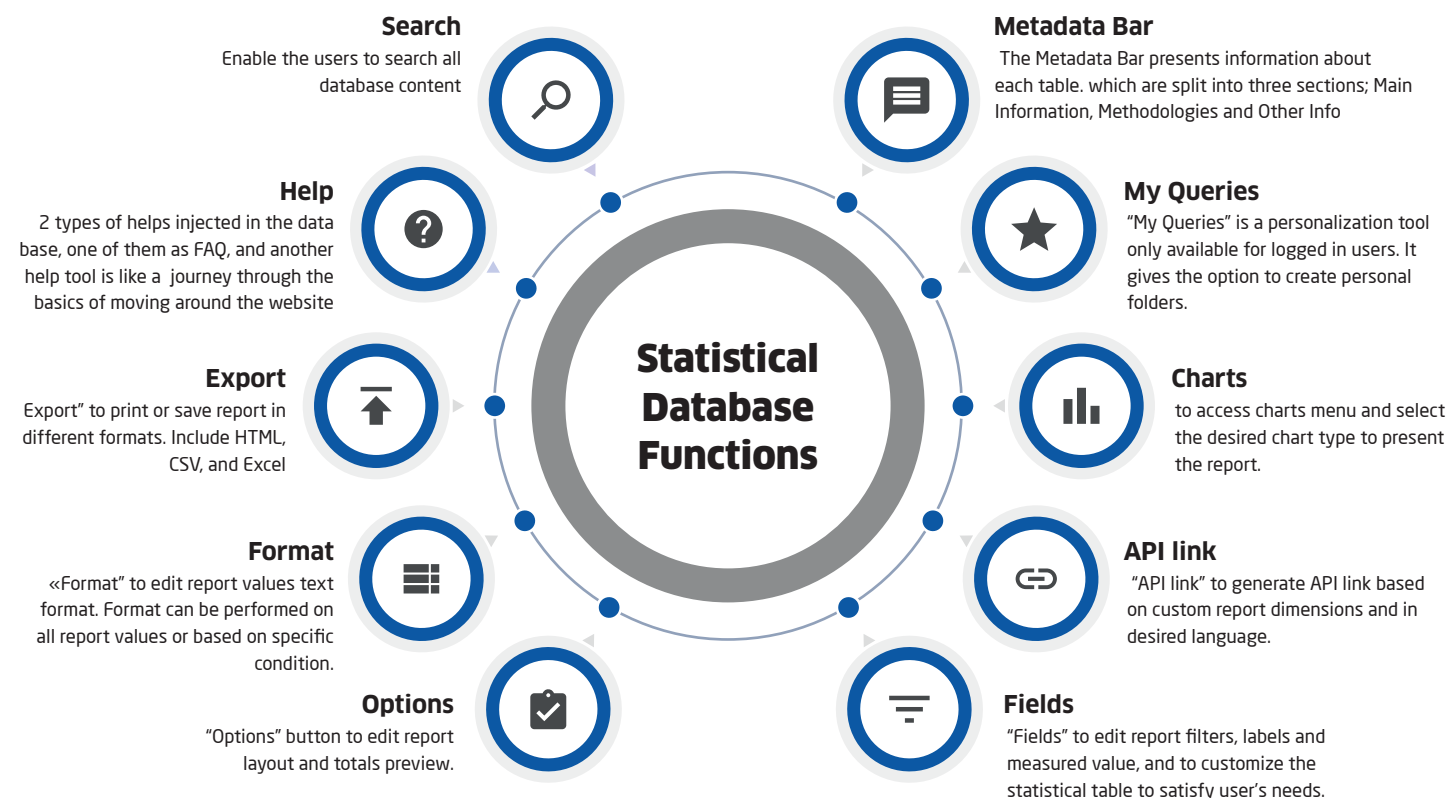 Search
Enable the users to search all
database content
Help
2 types of helps injected in the data
base, one of them as FAQ, and another
help tool is like a journey through the
basics of moving around the website
Export
Export” to print or save report in
different formats. Include HTML,
CSV, and Excel
Format
«Format” to edit report values text
format. Format can be performed on
all report values or based on specific
condition.
Options
“Options” button to edit report
layout and totals preview.
Statistical
Database
Functions
Metadata Bar
The Metadata Bar presents information about
each table. which are split into three sections; Main
Information, Methodologies and Other Info
My Queries
“My Queries” is a personalization tool
only available for logged in users. It
gives the option to create personal
folders.
Charts
to access charts menu and select
the desired chart type to present
the report.
API link
“API link” to generate API link based
on custom report dimensions and in
desired language.
Fields
“Fields” to edit report filters, labels and
measured value, and to customize the
statistical table to satisfy user’s needs.